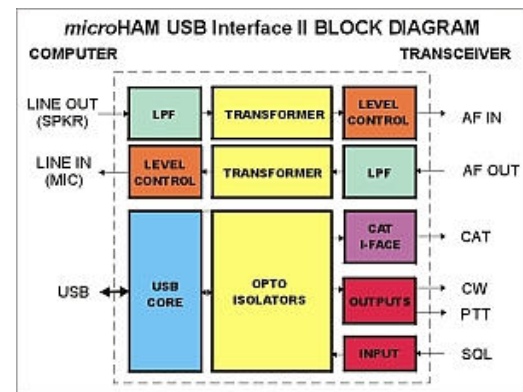 microHAM USB Interface II BLOCK DIAGRAM
COMPUTER TRANSCEIVER
LINE OUT
(SPKR)
LPF
TRANSFORMER
LEVEL
CONTROL
AF IN
LINE IN
(MIC)
LEVEL
CONTROL
TRANSFORMER
LPF
AF OUT
USB
USB
CORE
OPTO
ISOLATORS
CAT
I-FACE
CAT
OUTPUTS
CW
PTT
INPUT
SQL